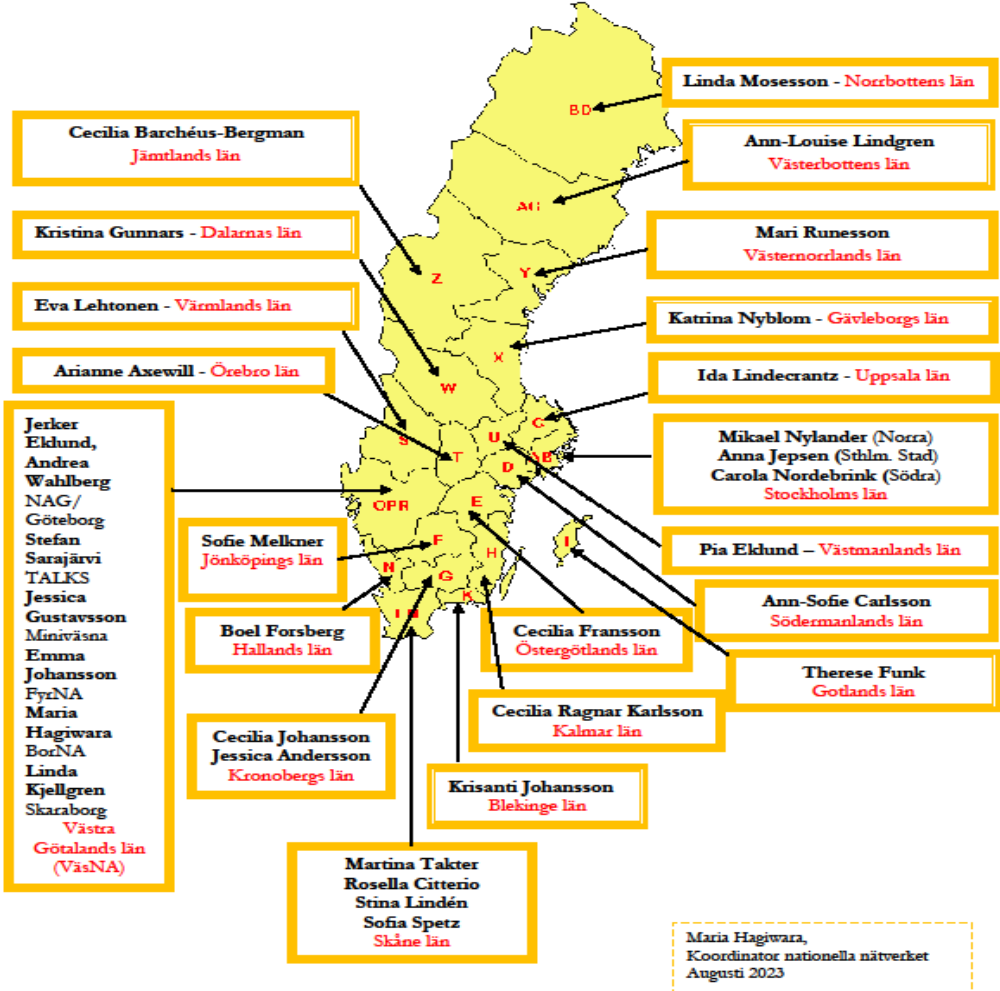 Linda Mosesson - Norrbottens län
BD
Cecilia Barchéus-Bergman
Jämtlands län
Ann-Louise Lindgren
Västerbottens län
AG
Kristina Gunnars - Dalarnas län
Mari Runesson
Västernorrlands län
Y
Z
Eva Lehtonen - Värmlands län
Katrina Nyblom - Gävleborgs län
X
Arianne Axewill - Örebro län
W
Ida Lindecrantz - Uppsala län
C
Jerker
Eklund,
Andrea
Wahlberg
NAG/
Göteborg
Stefan
Sarajärvi
TALKS
Jessica
Gustavsson
Miniväsna
Emma
Johansson
FyrNA
Maria
Hagiwara
BorNA
Linda
Kjellgren
Skaraborg
Västra
Götalands län
(VäsNA)
S
U
T
D
AB
Mikael Nylander (Norra)
Anna Jepsen (Sthlm. Stad)
Carola Nordebrink (Södra)
Stockholms län
OPR
E
Sofie Melkner
Jönköpings län
F
H
I
Pia Eklund – Västmanlands län
N
G
K
Ann-Sofie Carlsson
Södermanlands län
Boel Forsberg
Hallands län
Cecilia Fransson
Östergötlands län
Therese Funk
Gotlands län
Cecilia Ragnar Karlsson
Kalmar län
Cecilia Johansson
Jessica Andersson
Kronobergs län
Krisanti Johansson
Blekinge län
Martina Takter
Rosella Citterio
Stina Lindén
Sofia Spetz
Skåne län
Maria Hagiwara,
Koordinator nationella nätverket
Augusti 2023